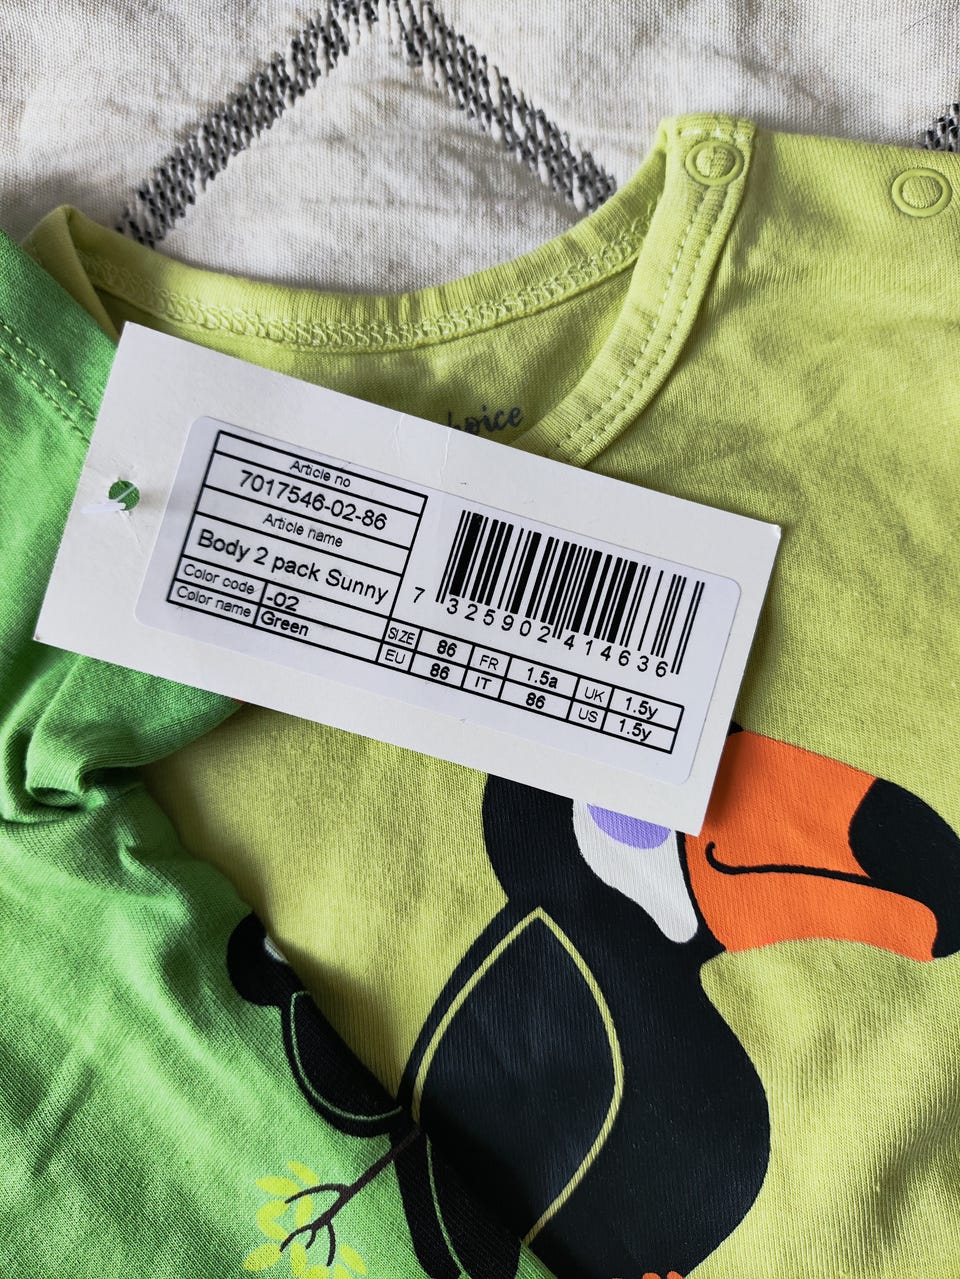 Article no
7017546-02-86
Article name
Body 2 pack Sunny
Color code -02
Color name Green
SIZE 86 FR 1.5a UK 1.5y
EU 86 IT 86 US 1.5y
7 325902 414636